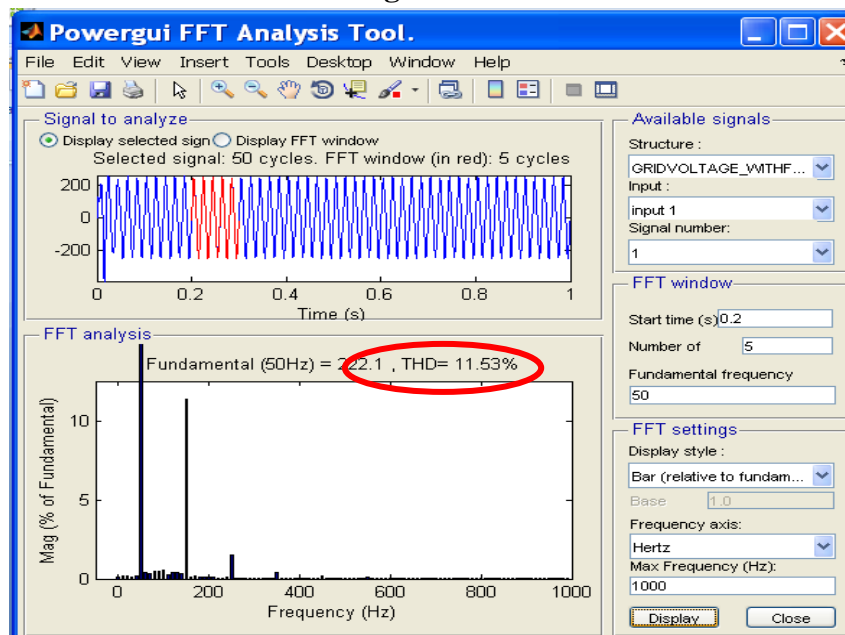 Powergui FFT Analysis Tool.
File Edit View Insert Tools Desktop Window Help
Signal to analyze
Display selected sign Display FFT window
Selected signal: 50 cycles. FFT window (in red): 5 cycles
200
0
-200
0 0.2 0.4 0.6 0.8 1
Time (s)
FFT analysis
Fundamental (50Hz) = 222.1 , THD= 11.53%
Mag (% of Fundamental)
10
5
0
0 200 400 600 800 1000
Frequency (Hz)
Available signals
Structure :
GRIDVOLTAGE_WITHF...
Input :
input 1
Signal number:
1
FFT window
Start time (s) 0.2
Number of 5
Fundamental frequency
50
FFT settings
Display style :
Bar (relative to fundam...
Base 1.0
Frequency axis:
Hertz
Max Frequency (Hz):
1000
Display Close